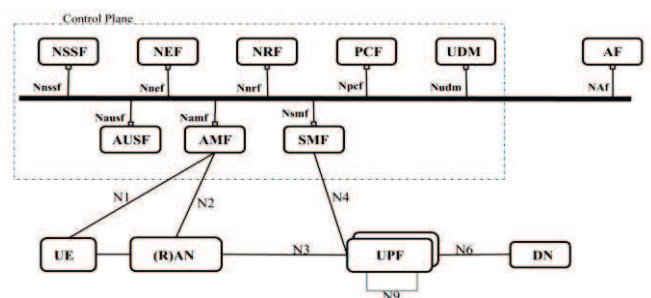 Control Plane
NSSF NEF NRF PCF UDM AF
Nnssf Nnef Nnrf Npcf Nudm NAf
Nausf Namf Nsmf
AUSF AMF SMF
N1 N2 N4
UE (R)AN N3 UPF N6 DN
N9